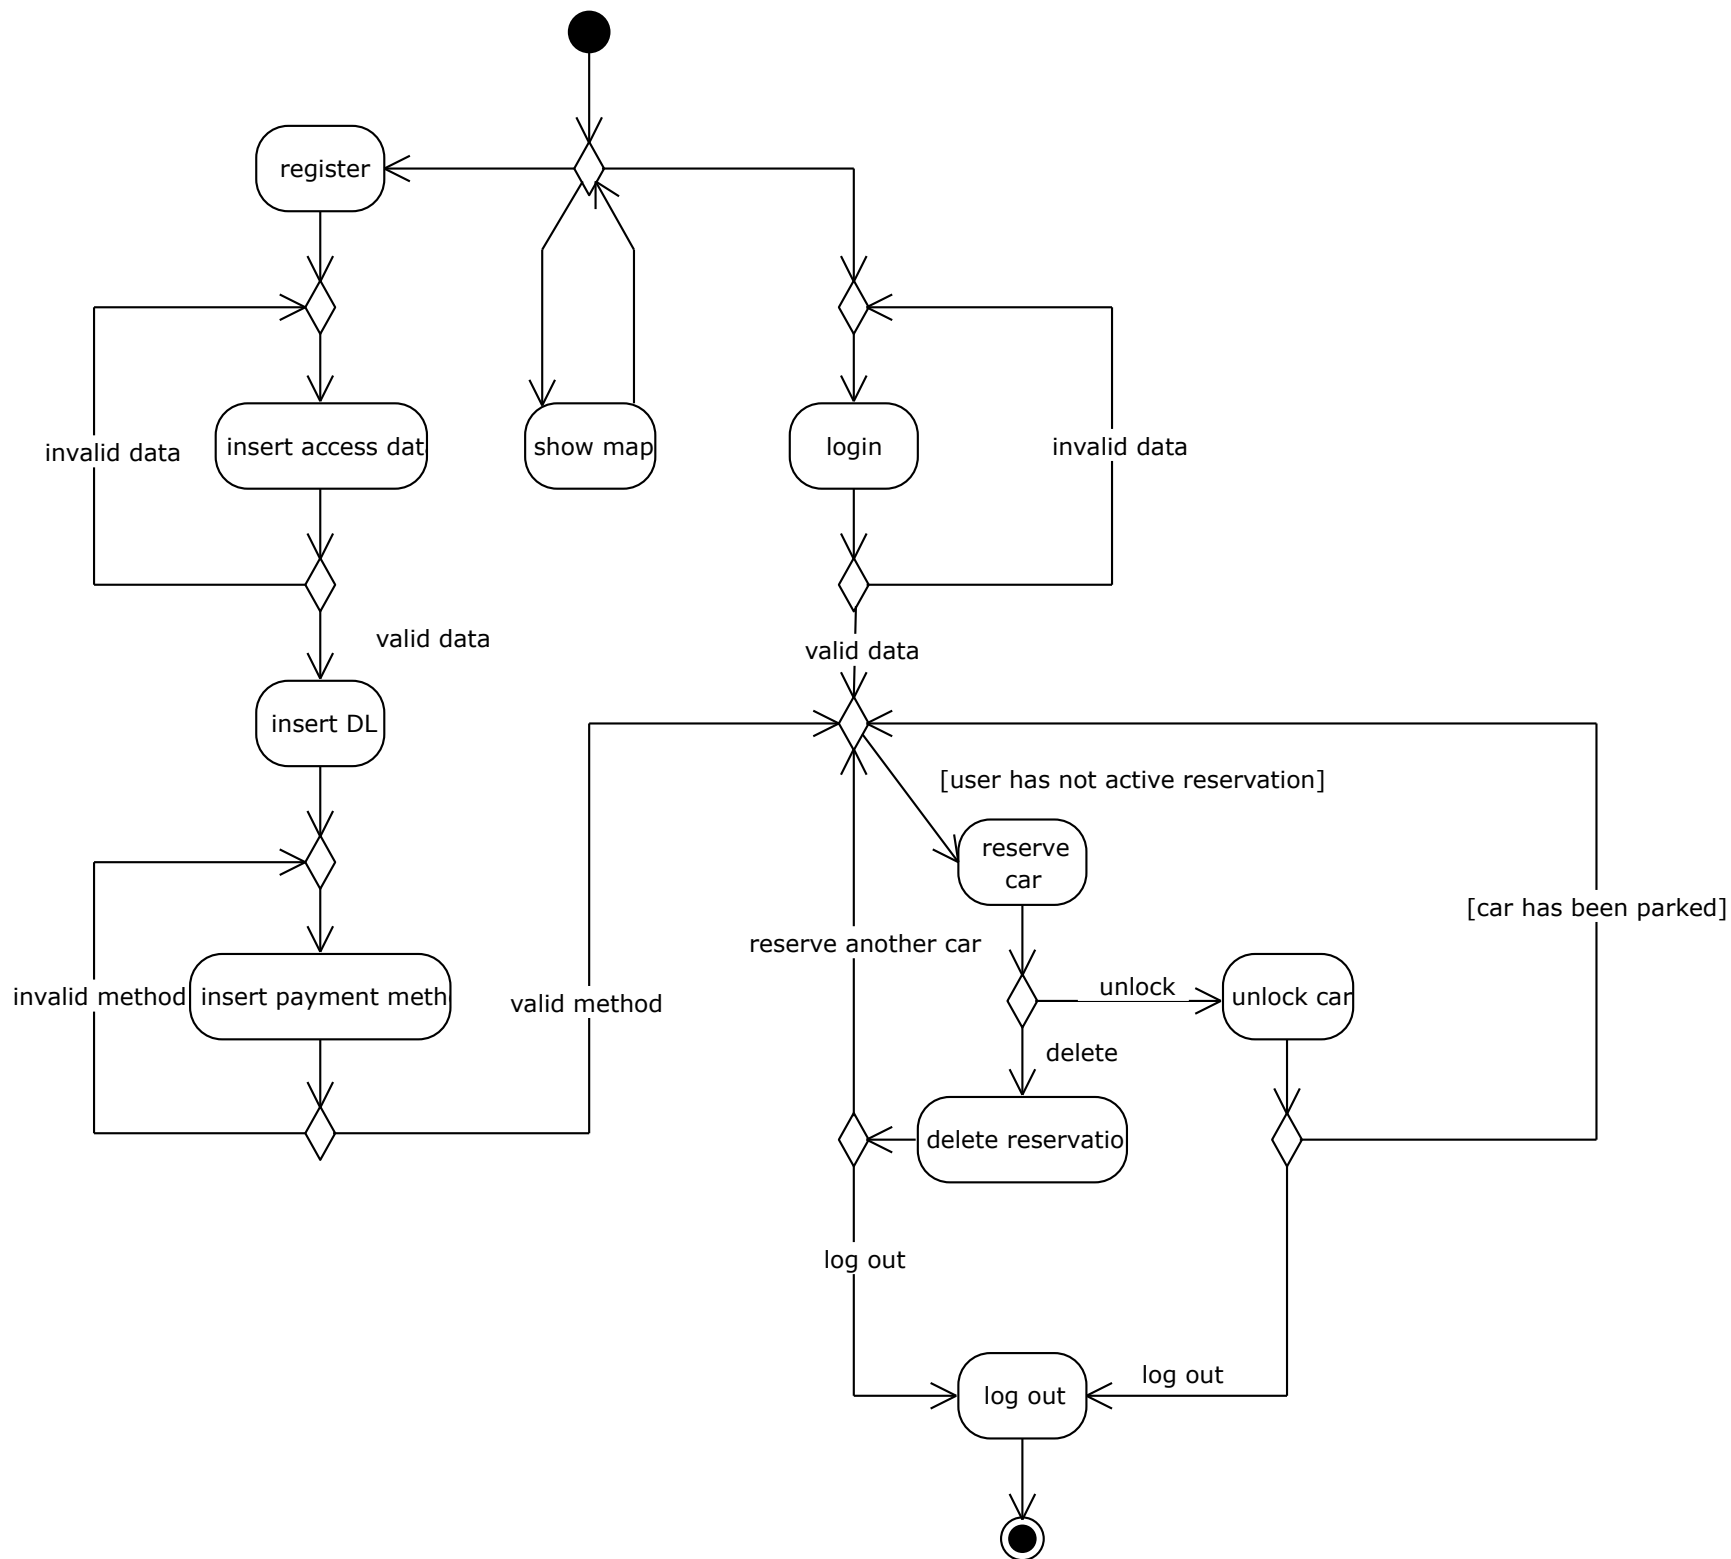 register
insert access dat
show map
login
invalid data
invalid data
valid data
valid data
insert DL
[user has not active reservation]
reserve
car
[car has been parked]
reserve another car
unlock
unlock car
invalid method
insert payment meth
valid method
delete
delete reservatio
log out
log out
log out